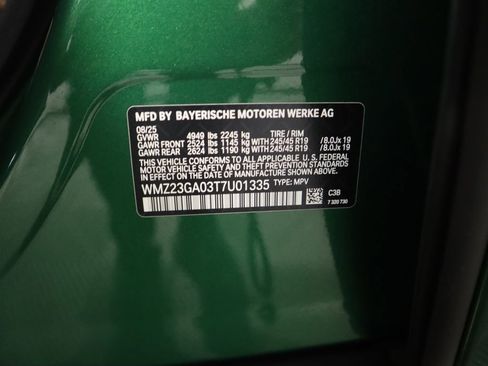 MFD BY BAYERISCHE MOTOREN WERKE AG
08/25
GVWR 4949 lbs 2245 kg TIRE / RIM
GAWR FRONT 2524 lbs 1145 kg WITH 245/45 R19 /8.0Jx 19
GAWR REAR 2624 lbs 1190 kg WITH 245/45 R19 /8.0Jx 19
THIS VEHICLE CONFORMS TO ALL APPLICABLE U. S. FEDERAL
MOTOR VEHICLE SAFETY, BUMPER, AND THEFT PREVENTION
STANDARDS IN EFFECT ON THE DATE OF
MANUFACTURE SHOWN ABOVE.
WMZ23GA03T7U01335 TYPE: MPV
C3B
7 320 730